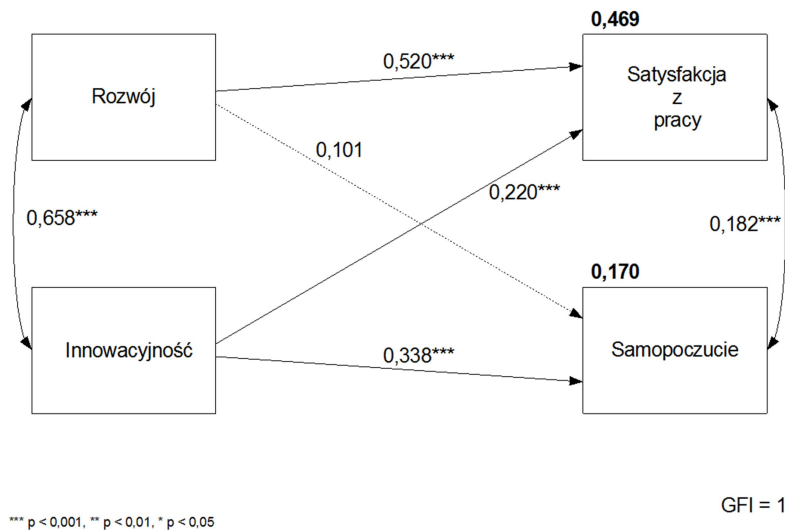 0,469
0,520***
Rozwój
Satysfakcja
z
pracy
0,101
0,220***
0,658***
0,182***
0,170
Innowacyjność
0,338***
Samopoczucie
GFI = 1
*** p < 0,001, ** p < 0,01, * p < 0,05